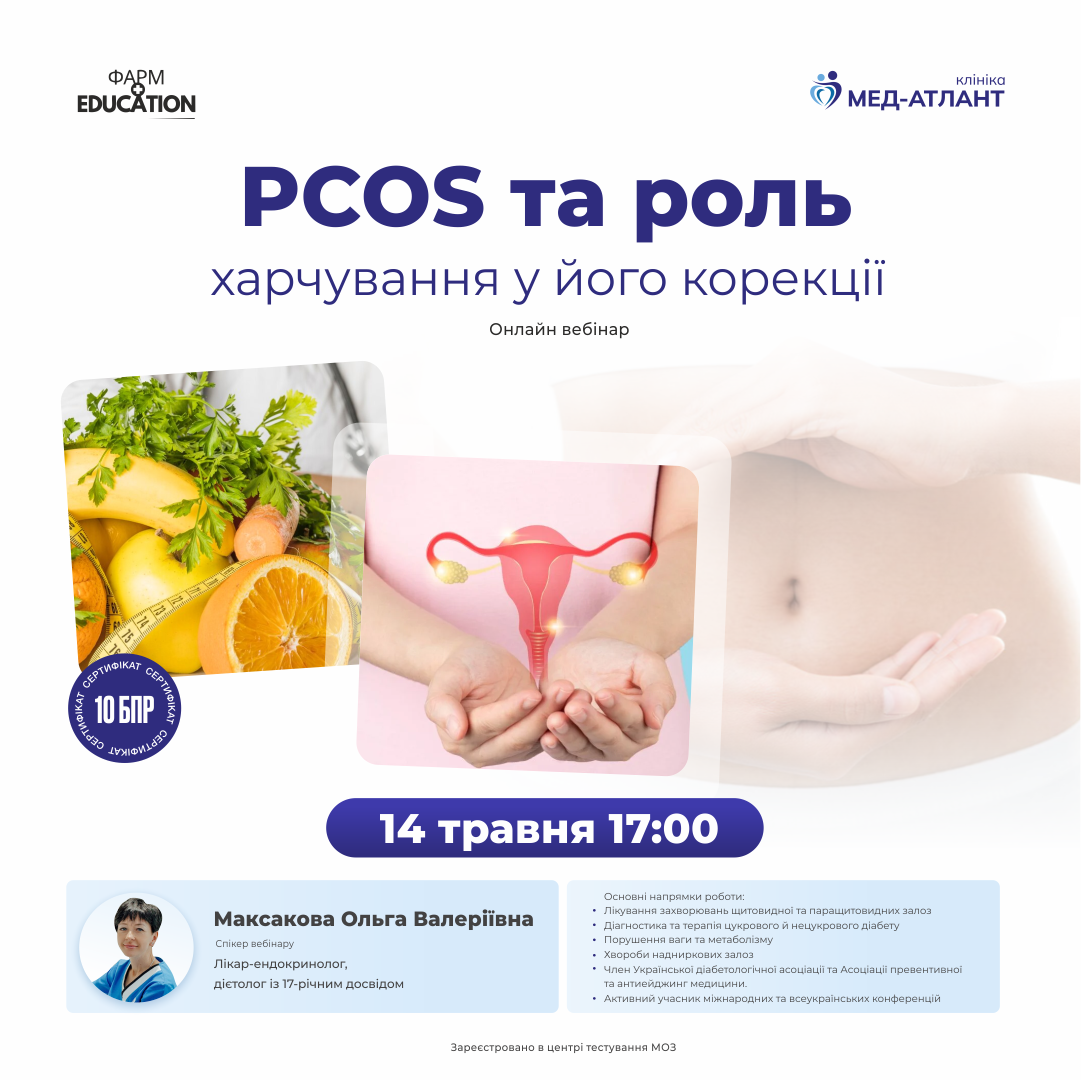 ФАРМ
EDUCATION
клініка
МЕД-АТЛАНТ
PCOS та роль
харчування у його корекції
Онлайн вебінар
СЕРТИФІКАТ СЕРТИФІКАТ СЕРТИФІКАТ СЕРТИФІКАТ
10 БПР
14 травня 17:00
Максакова Ольга Валеріївна
Спікер вебінару
Лікар-ендокринолог,
дієтолог із 17-річним досвідом
Основні напрямки роботи:
• Лікування захворювань щитовидної та паращитовидних залоз
• Діагностика та терапія цукрового й нецукрового діабету
• Порушення ваги та метаболізму
• Хвороби надниркових залоз
• Член Української діабетологічної асоціації та Асоціації превентивної
та антиейджинг медицини.
• Активний учасник міжнародних та всеукраїнських конференцій
Зареєстровано в центрі тестування МОЗ